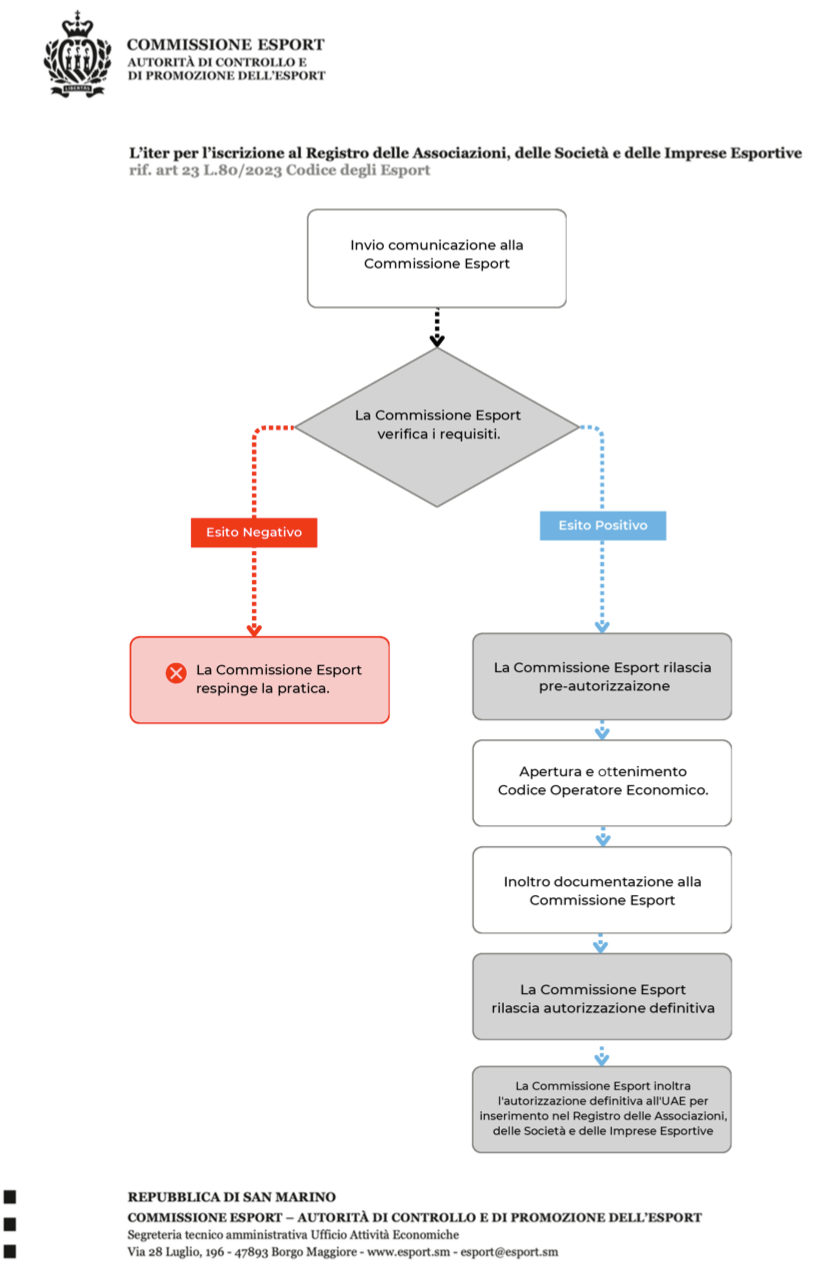 LIBERTAS
COMMISSIONE ESPORT
AUTORITÀ DI CONTROLLO E
DI PROMOZIONE DELL'ESPORT
L'iter per l'iscrizione al Registro delle Associazioni, delle Società e delle Imprese Esportive
rif. art 23 L.80/2023 Codice degli Esport
Invio comunicazione alla
Commissione Esport
La Commissione Esport
verifica i requisiti.
Esito Negativo
Esito Positivo
La Commissione Esport
respinge la pratica.
La Commissione Esport rilascia
pre-autorizzaizone
Apertura e ottenimento
Codice Operatore Economico.
Inoltro documentazione alla
Commissione Esport
La Commissione Esport
rilascia autorizzazione definitiva
La Commissione Esport inoltra
l'autorizzazione definitiva all'UAE per
inserimento nel Registro delle Associazioni,
delle Società e delle Imprese Esportive
REPUBBLICA DI SAN MARINO
COMMISSIONE ESPORT – AUTORITÀ DI CONTROLLO E DI PROMOZIONE DELL'ESPORT
Segreteria tecnico amministrativa Ufficio Attività Economiche
Via 28 Luglio, 196 - 47893 Borgo Maggiore - www.esport.sm - esport@esport.sm